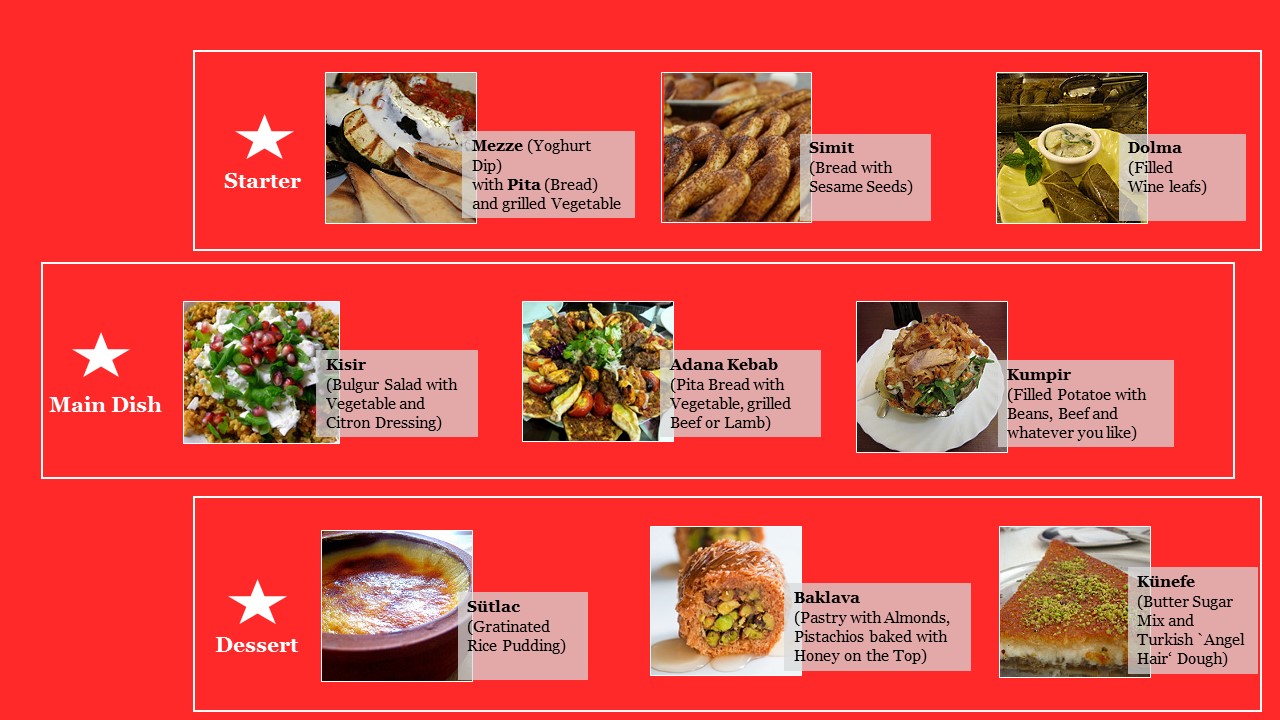 Starter
Mezze (Yoghurt
Dip)
with Pita (Bread)
and grilled Vegetable
Simit
(Bread with
Sesame Seeds)
Dolma
(Filled
Wine leafs)
Main Dish
Kisir
(Bulgur Salad with
Vegetable and
Citron Dressing)
Adana Kebab
(Pita Bread with
Vegetable, grilled
Beef or Lamb)
Kumpir
(Filled Potatoe with
Beans, Beef and
whatever you like)
Dessert
Sütlac
(Gratinated
Rice Pudding)
Baklava
(Pastry with Almonds,
Pistachios baked with
Honey on the Top)
Künefe
(Butter Sugar
Mix and
Turkish `Angel
Hair‘ Dough)